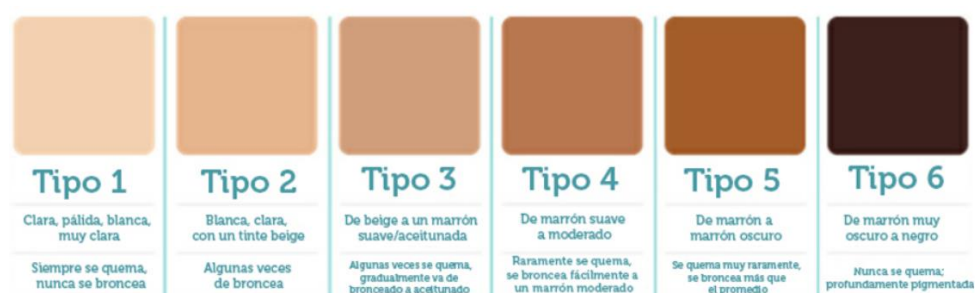 Tipo 1
Clara, pálida, blanca,
muy clara
Siempre se quema,
nunca se broncea
Tipo 2
Blanca, clara,
con un tinte beige
Algunas veces
de broncea
Tipo 3
De beige a un marrón
suave/aceitunada
Algunas veces se quema,
gradualmente va de
bronceado a aceitunado
Tipo 4
De marrón suave
a moderado
Raramente se quema,
se broncea fácilmente a
un marrón moderado
Tipo 5
De marrón a
marrón oscuro
Se quema muy raramente,
se broncea más que
el promedio
Tipo 6
De marrón muy
oscuro a negro
Nunca se quema;
profundamente pigmentada